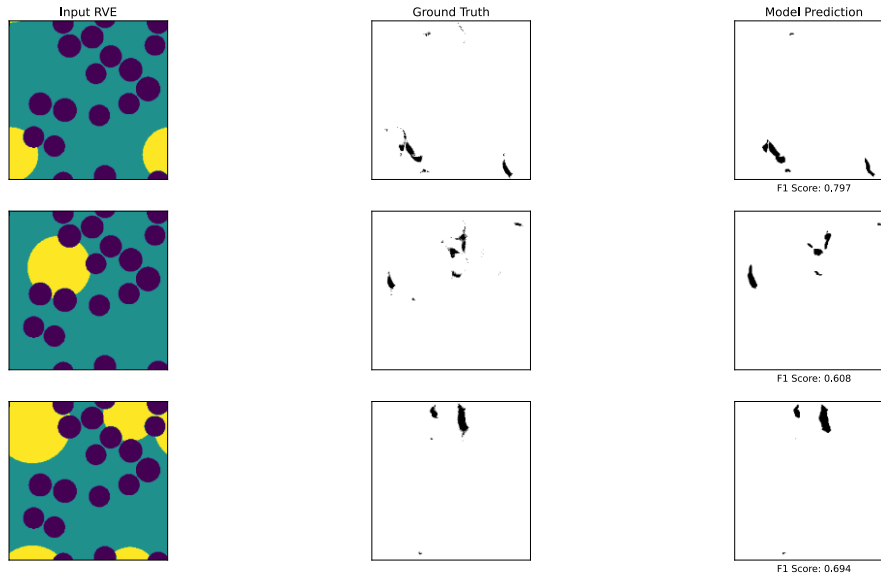 Input RVE
Ground Truth
Model Prediction
F1 Score: 0.797
F1 Score: 0.608
F1 Score: 0.694